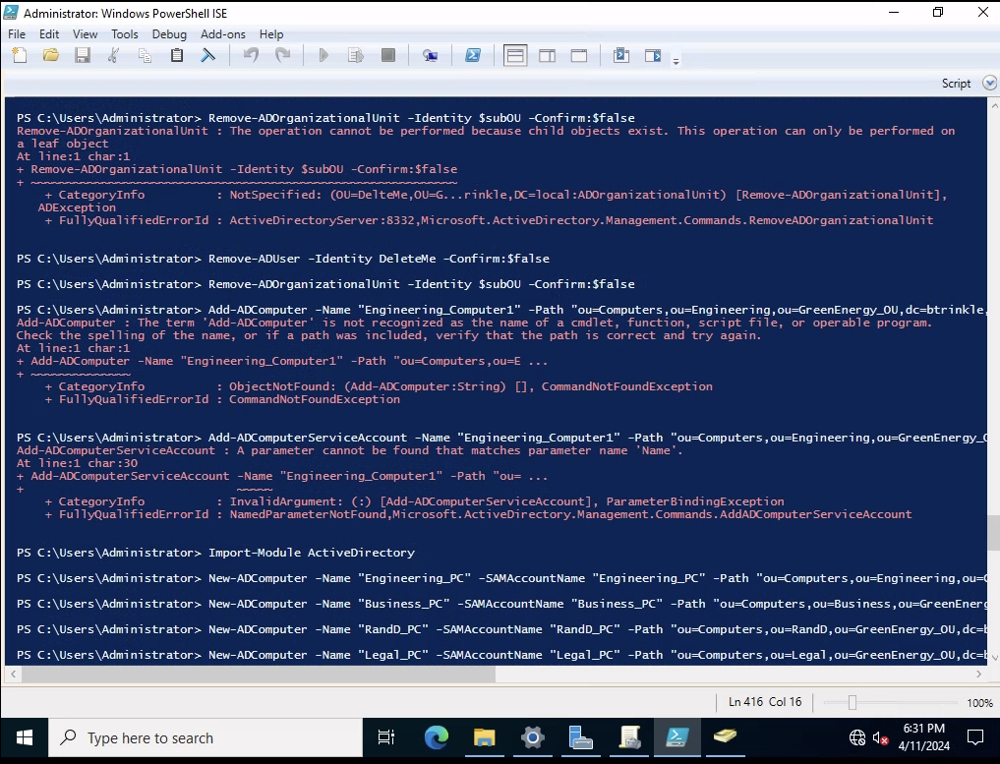 Administrator: Windows PowerShell ISE
File Edit View Tools Debug Add-ons Help
Script
PS C:\Users\Administrator> Remove-ADOrganizationalUnit -Identity $subOU -Confirm:$false
Remove-ADOrganizationalUnit : The operation cannot be performed because child objects exist. This operation can only be performed on
a leaf object
At line:1 char:1
+ Remove-ADOrganizationalUnit -Identity $subOU -Confirm:$false
+ ~~~~~~~~~~~~~~~~~~~~~~~~~~~~~~~~~~~~~~~~~~~~~~~~~~~~~~~~~~~~
+ CategoryInfo : NotSpecified: (OU=DelteMe,OU=G...rinkle,DC=local:ADOrganizationalUnit) [Remove-ADOrganizationalUnit],
ADException
+ FullyQualifiedErrorId : ActiveDirectoryServer:8332,Microsoft.ActiveDirectory.Management.Commands.RemoveADOrganizationalUnit
PS C:\Users\Administrator> Remove-ADUser -Identity DeleteMe -Confirm:$false
PS C:\Users\Administrator> Remove-ADOrganizationalUnit -Identity $subOU -Confirm:$false
PS C:\Users\Administrator> Add-ADComputer -Name "Engineering_Computer1" -Path "ou=Computers,ou=Engineering,ou=GreenEnergy_OU,dc=btrinkle,
Add-ADComputer : The term 'Add-ADComputer' is not recognized as the name of a cmdlet, function, script file, or operable program.
Check the spelling of the name, or if a path was included, verify that the path is correct and try again.
At line:1 char:1
+ Add-ADComputer -Name "Engineering_Computer1" -Path "ou=Computers,ou=E ...
+ ~~~~~~~~~~~~~~
+ CategoryInfo : ObjectNotFound: (Add-ADComputer:String) [], CommandNotFoundException
+ FullyQualifiedErrorId : CommandNotFoundException
PS C:\Users\Administrator> Add-ADComputerServiceAccount -Name "Engineering_Computer1" -Path "ou=Computers,ou=Engineering,ou=GreenEnergy_O
Add-ADComputerServiceAccount : A parameter cannot be found that matches parameter name 'Name'.
At line:1 char:30
+ Add-ADComputerServiceAccount -Name "Engineering_Computer1" -Path "ou= ...
+ ~~~~~
+ CategoryInfo : InvalidArgument: (:) [Add-ADComputerServiceAccount], ParameterBindingException
+ FullyQualifiedErrorId : NamedParameterNotFound,Microsoft.ActiveDirectory.Management.Commands.AddADComputerServiceAccount
PS C:\Users\Administrator> Import-Module ActiveDirectory
PS C:\Users\Administrator> New-ADComputer -Name "Engineering_PC" -SAMAccountName "Engineering_PC" -Path "ou=Computers,ou=Engineering,ou=G
PS C:\Users\Administrator> New-ADComputer -Name "Business_PC" -SAMAccountName "Business_PC" -Path "ou=Computers,ou=Business,ou=GreenEnerg
PS C:\Users\Administrator> New-ADComputer -Name "RandD_PC" -SAMAccountName "RandD_PC" -Path "ou=Computers,ou=RandD,ou=GreenEnergy_OU,dc=b
PS C:\Users\Administrator> New-ADComputer -Name "Legal_PC" -SAMAccountName "Legal_PC" -Path "ou=Computers,ou=Legal,ou=GreenEnergy_OU,dc=b
Ln 416 Col 16
100%
Type here to search
6:31 PM
4/11/2024